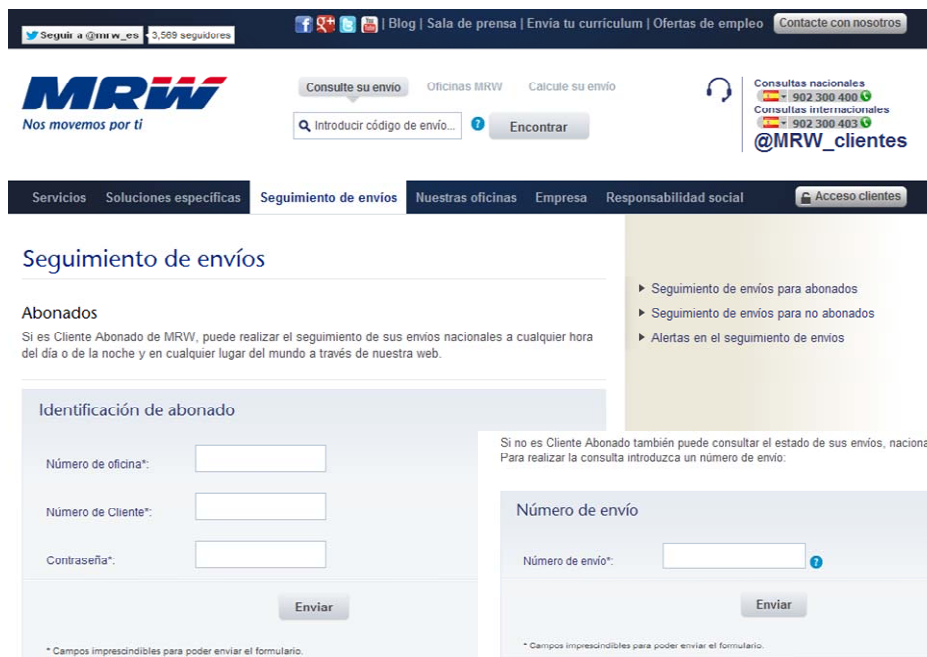 Seguir a @mrw_es 3,569 seguidores
| Blog | Sala de prensa | Envía tu currículum | Ofertas de empleo Contacte con nosotros
MRW
Nos movemos por ti
Consulte su envío Oficinas MRW Calcule su envío
Introducir código de envío... ? Encontrar
Consultas nacionales
902 300 400
Consultas internacionales
902 300 403
@MRW_clientes
Servicios Soluciones específicas Seguimiento de envíos Nuestras oficinas Empresa Responsabilidad social Acceso clientes
Seguimiento de envíos
Abonados
Si es Cliente Abonado de MRW, puede realizar el seguimiento de sus envios nacionales a cualquier hora
del día o de la noche y en cualquier lugar del mundo a través de nuestra web.
Seguimiento de envíos para abonados
Seguimiento de envíos para no abonados
Alertas en el seguimiento de envios
Identificación de abonado
Número de oficina*:
Número de Cliente*:
Contraseña*:
Enviar
* Campos imprescindibles para poder enviar el formulario.
Si no es Cliente Abonado también puede consultar el estado de sus envíos, naciona
Para realizar la consulta introduzca un número de envío:
Número de envío
Número de envío*: ?
Enviar
* Campos imprescindibles para poder enviar el formulario.